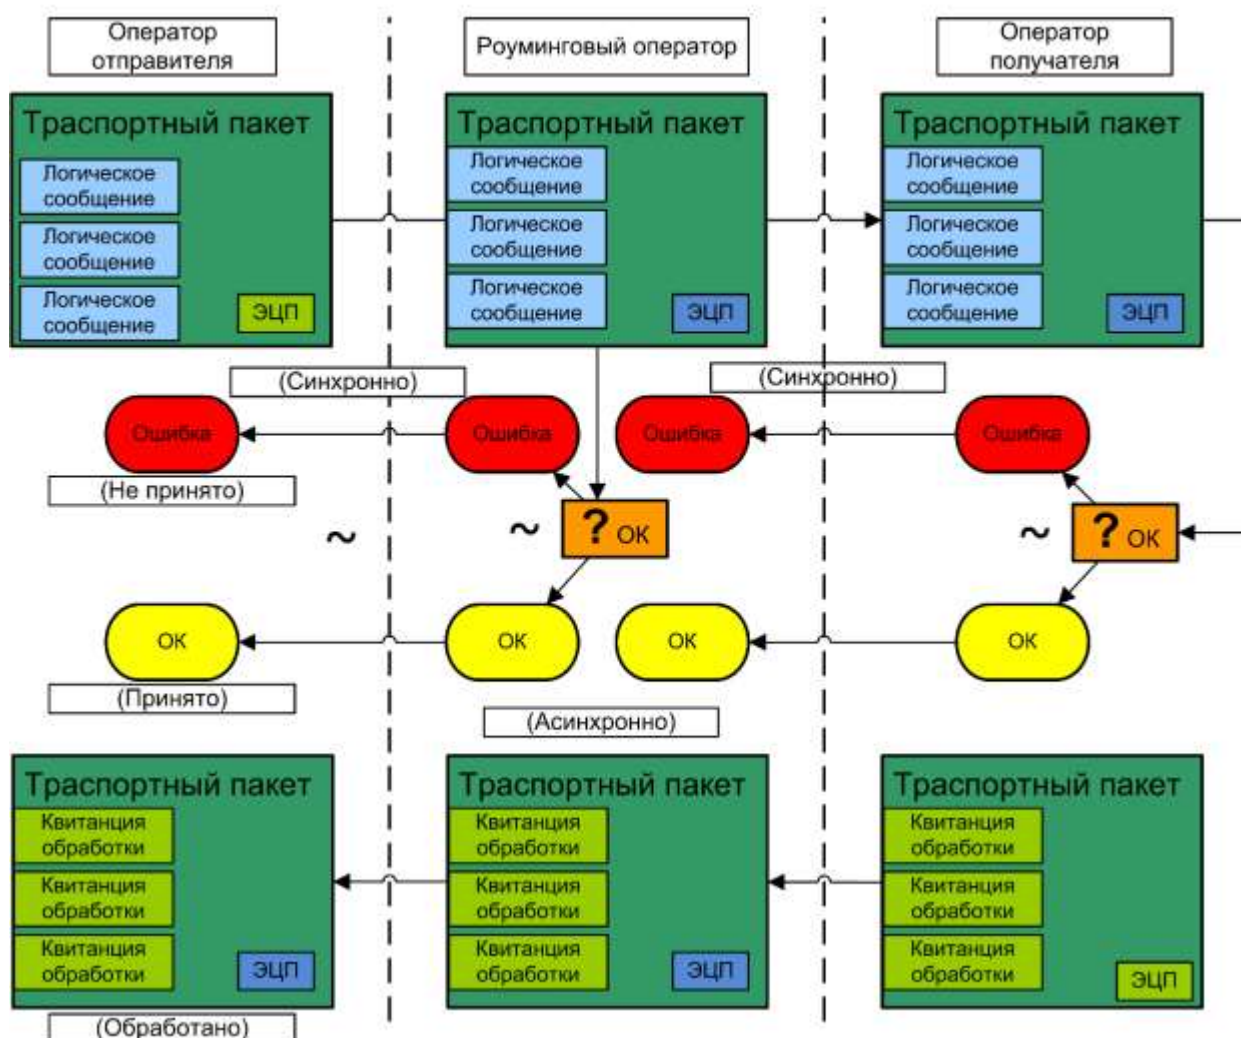 Оператор
отправителя
Роуминговый оператор
Оператор
получателя
Траспортный пакет
Логическое
сообщение
Логическое
сообщение
Логическое
сообщение
ЭЦП
Траспортный пакет
Логическое
сообщение
Логическое
сообщение
Логическое
сообщение
ЭЦП
Траспортный пакет
Логическое
сообщение
Логическое
сообщение
Логическое
сообщение
ЭЦП
(Синхронно)
(Синхронно)
Ошибка
Ошибка
Ошибка
Ошибка
(Не принято)
~
~
? ОК
~
? ОК
ОК
ОК
ОК
ОК
(Принято)
(Асинхронно)
Траспортный пакет
Квитанция
обработки
Квитанция
обработки
Квитанция
обработки
ЭЦП
Траспортный пакет
Квитанция
обработки
Квитанция
обработки
Квитанция
обработки
ЭЦП
Траспортный пакет
Квитанция
обработки
Квитанция
обработки
Квитанция
обработки
ЭЦП
(Обработано)